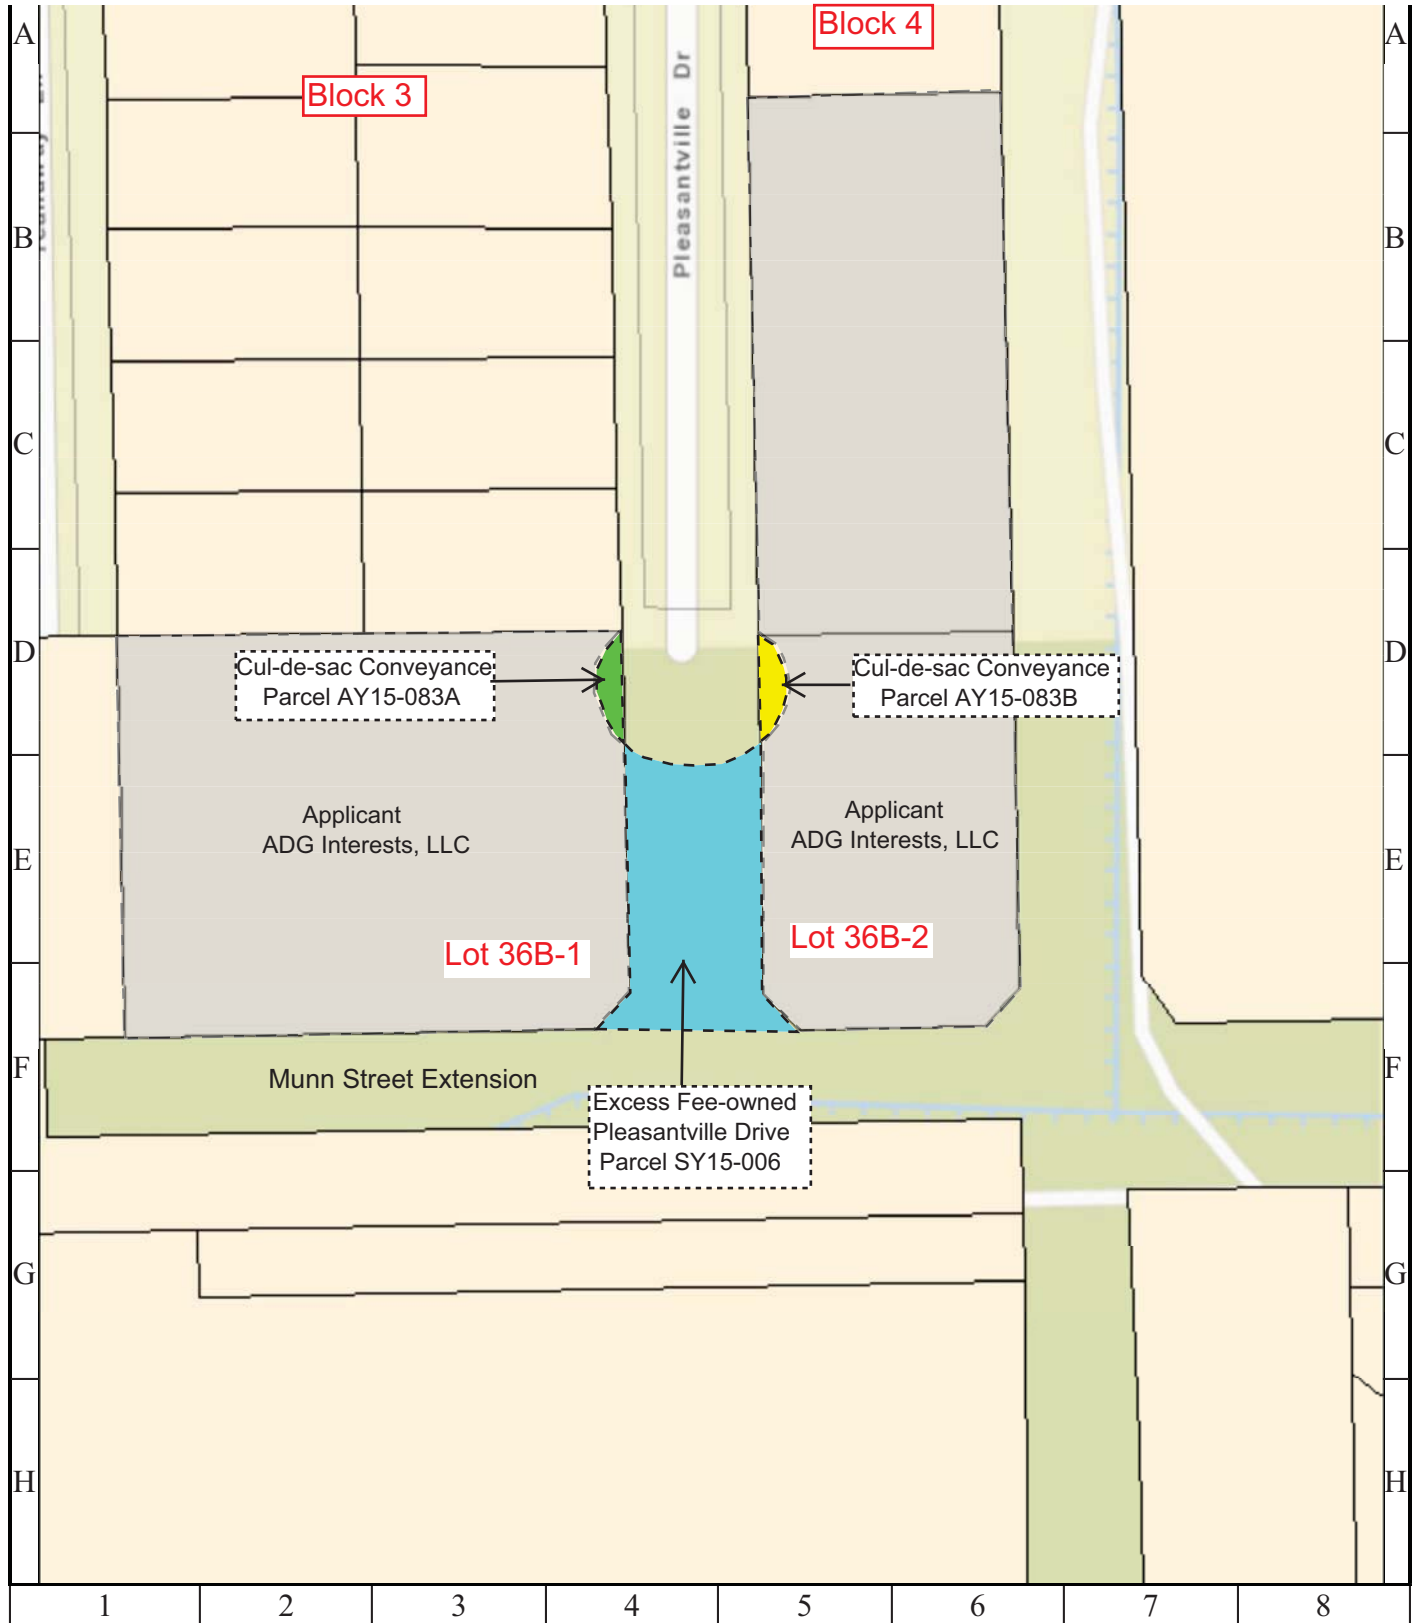 A
A
Block 4
Block 3
Pleasantville Dr
B
B
C
C
D
D
Cul-de-sac Conveyance
Parcel AY15-083A
Cul-de-sac Conveyance
Parcel AY15-083B
Applicant
ADG Interests, LLC
Applicant
ADG Interests, LLC
E
E
Lot 36B-1
Lot 36B-2
F
F
Munn Street Extension
Excess Fee-owned
Pleasantville Drive
Parcel SY15-006
G
G
H
H
1 2 3 4 5 6 7 8